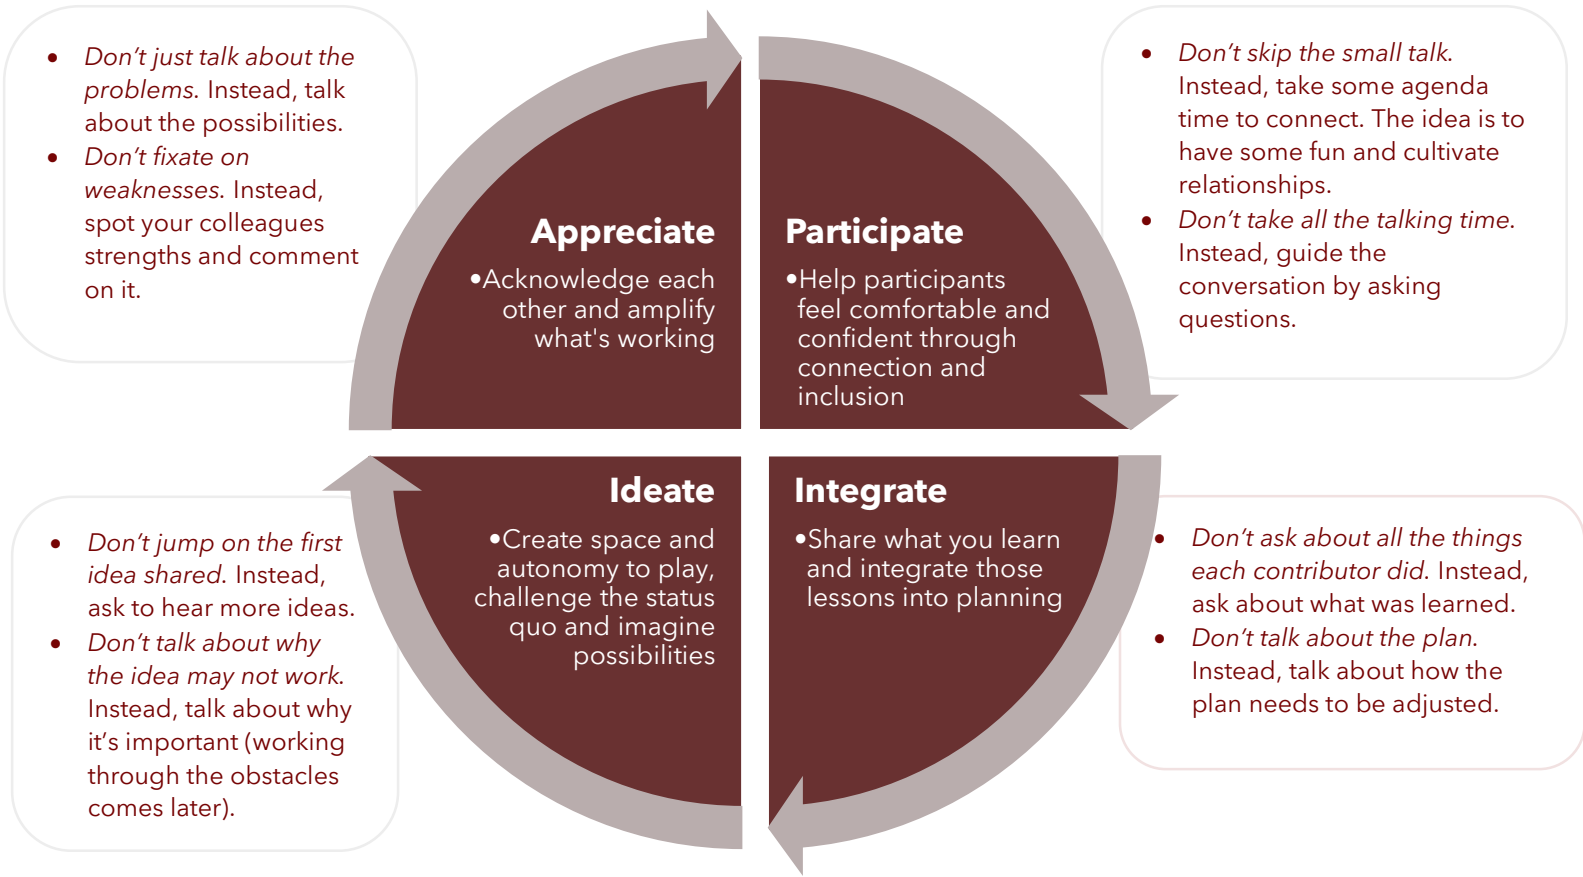 • Don't just talk about the
problems. Instead, talk
about the possibilities.
• Don't fixate on
weaknesses. Instead,
spot your colleagues
strengths and comment
on it.
Appreciate
•Acknowledge each
other and amplify
what's working
Participate
•Help participants
feel comfortable and
confident through
connection and
inclusion
• Don't skip the small talk.
Instead, take some agenda
time to connect. The idea is to
have some fun and cultivate
relationships.
• Don't take all the talking time.
Instead, guide the
conversation by asking
questions.
• Don't jump on the first
idea shared. Instead,
ask to hear more ideas.
• Don't talk about why
the idea may not work.
Instead, talk about why
it's important (working
through the obstacles
comes later).
Ideate
•Create space and
autonomy to play,
challenge the status
quo and imagine
possibilities
Integrate
•Share what you learn
and integrate those
lessons into planning
• Don't ask about all the things
each contributor did. Instead,
ask about what was learned.
• Don't talk about the plan.
Instead, talk about how the
plan needs to be adjusted.